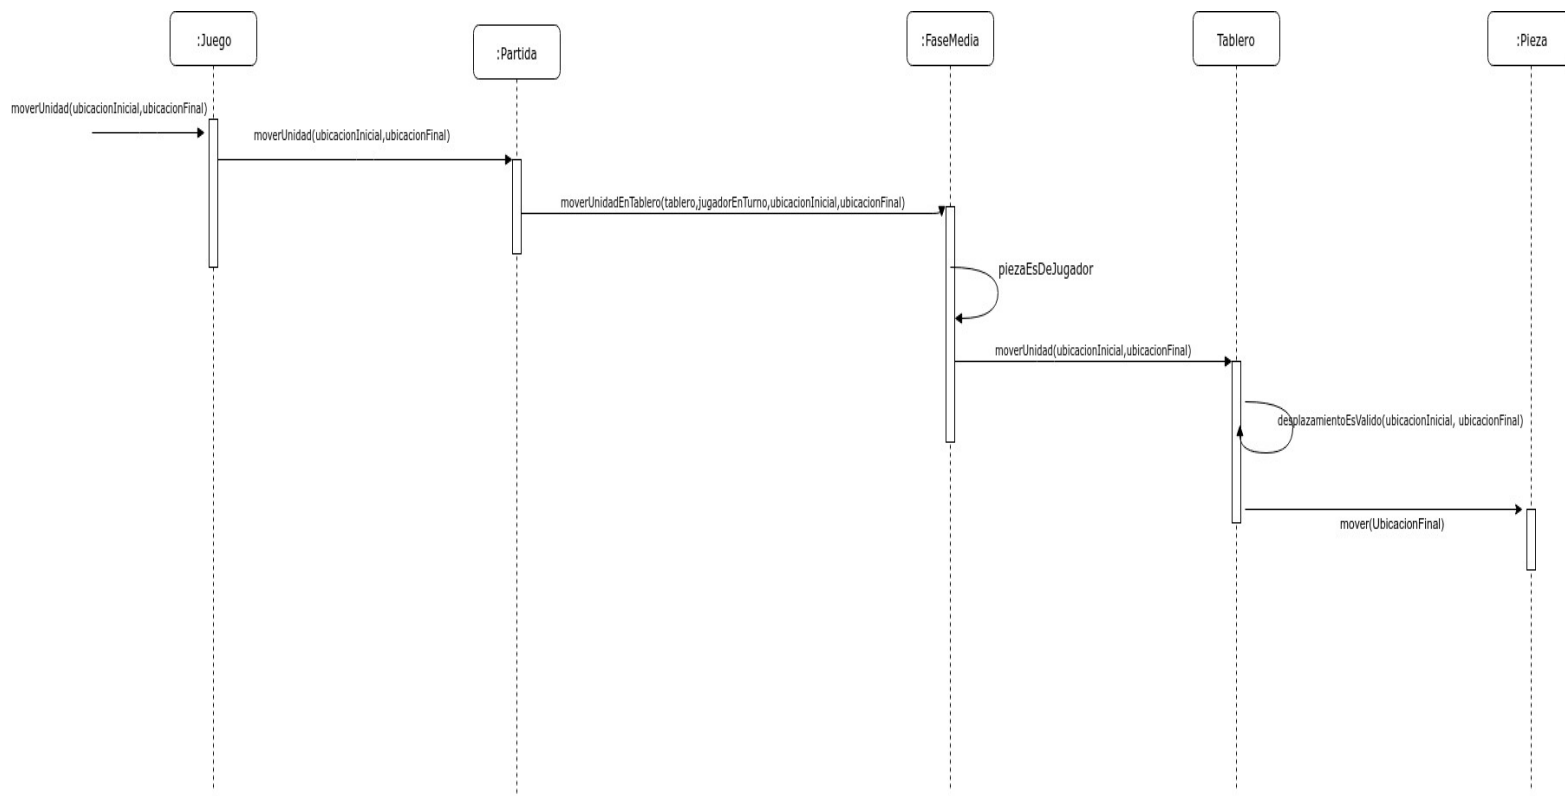 :Juego
:Partida
:FaseMedia
Tablero
:Pieza
moverUnidad(ubicacionInicial,ubicacionFinal)
moverUnidad(ubicacionInicial,ubicacionFinal)
moverUnidadEnTablero(tablero,jugadorEnTurno,ubicacionInicial,ubicacionFinal)
piezaEsDeJugador
moverUnidad(ubicacionInicial,ubicacionFinal)
desplazamientoEsValido(ubicacionInicial, ubicacionFinal)
mover(UbicacionFinal)